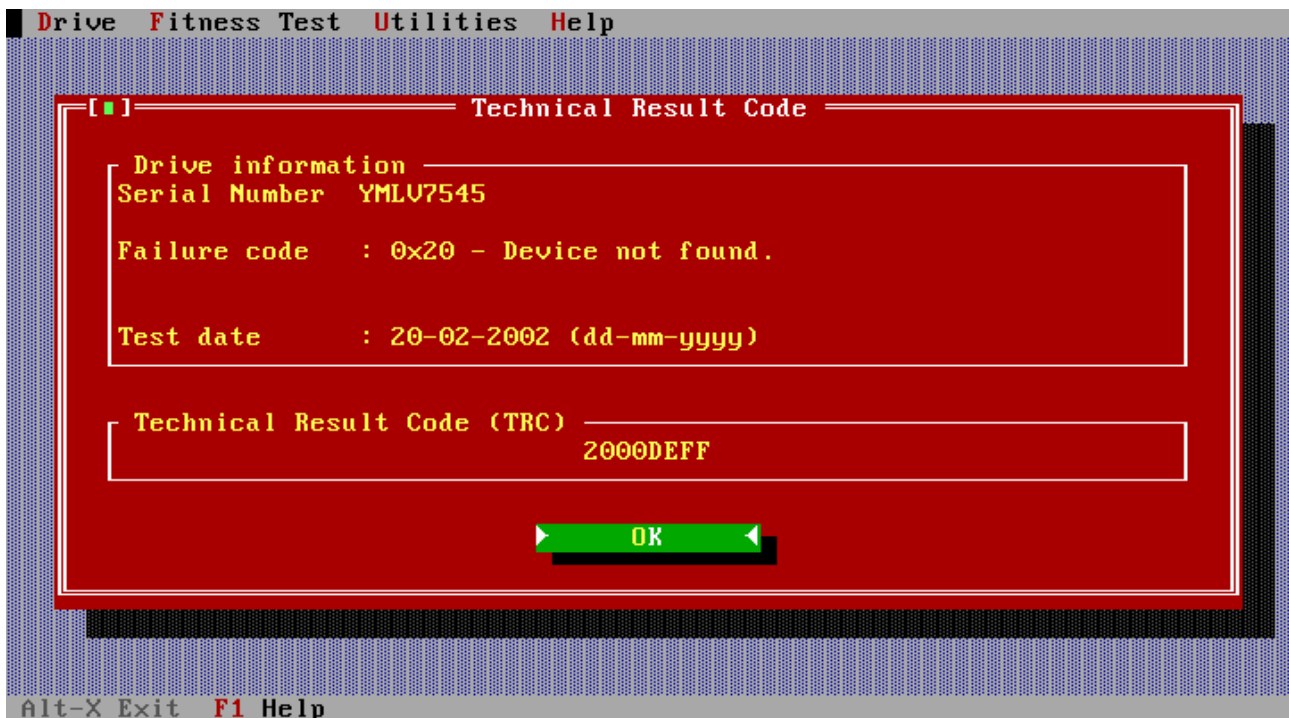 Drive Fitness Test Utilities Help
[■] Technical Result Code
Drive information
Serial Number YMLV7545
Failure code : 0x20 - Device not found.
Test date : 20-02-2002 (dd-mm-yyyy)
Technical Result Code (TRC)
2000DEFF
OK
Alt-X Exit F1 Help